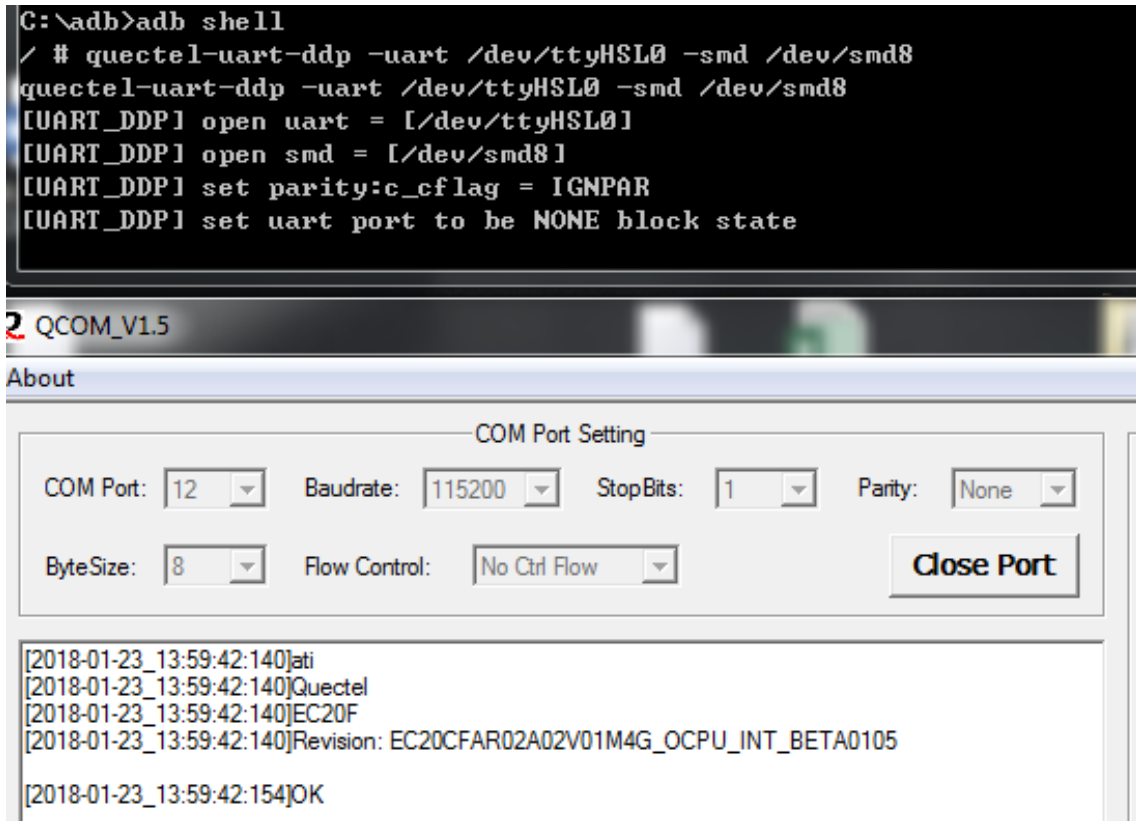 C:\adb>adb shell
/ # quectel-uart-ddp -uart /dev/ttyHSL0 -smd /dev/smd8
quectel-uart-ddp -uart /dev/ttyHSL0 -smd /dev/smd8
[UART_DDP] open uart = [/dev/ttyHSL0]
[UART_DDP] open smd = [/dev/smd8]
[UART_DDP] set parity:c_cflag = IGNPAR
[UART_DDP] set uart port to be NONE block state
QCOM_V1.5
About
COM Port Setting
COM Port: 12 Baudrate: 115200 StopBits: 1 Parity: None
ByteSize: 8 Flow Control: No Ctrl Flow Close Port
[2018-01-23_13:59:42:140]ati
[2018-01-23_13:59:42:140]Quectel
[2018-01-23_13:59:42:140]EC20F
[2018-01-23_13:59:42:140]Revision: EC20CFAR02A02V01M4G_OCPU_INT_BETA0105
[2018-01-23_13:59:42:154]OK